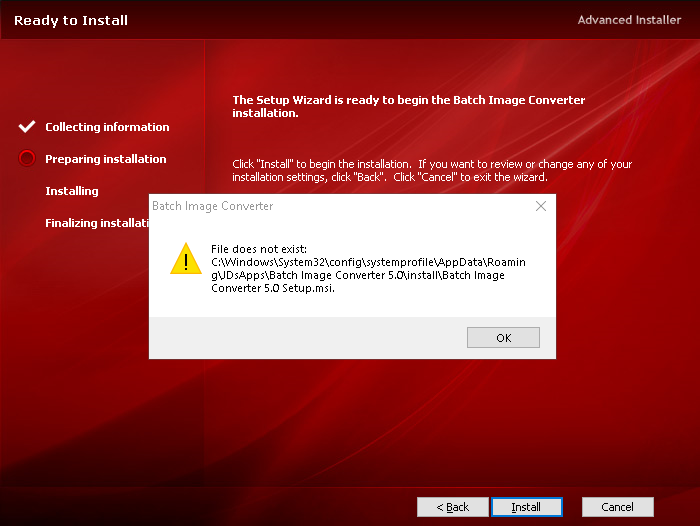 Ready to Install
Advanced Installer
The Setup Wizard is ready to begin the Batch Image Converter
installation.
Collecting information
Preparing installation
Installing
Finalizing installati
Click "Install" to begin the installation. If you want to review or change any of your
installation settings, click "Back". Click "Cancel" to exit the wizard.
Batch Image Converter
File does not exist:
C:\Windows\System32\config\systemprofile\AppData\Roamin
g\JDsApps\Batch Image Converter 5.0\install\Batch Image
Converter 5.0 Setup.msi.
OK
< Back
Install
Cancel